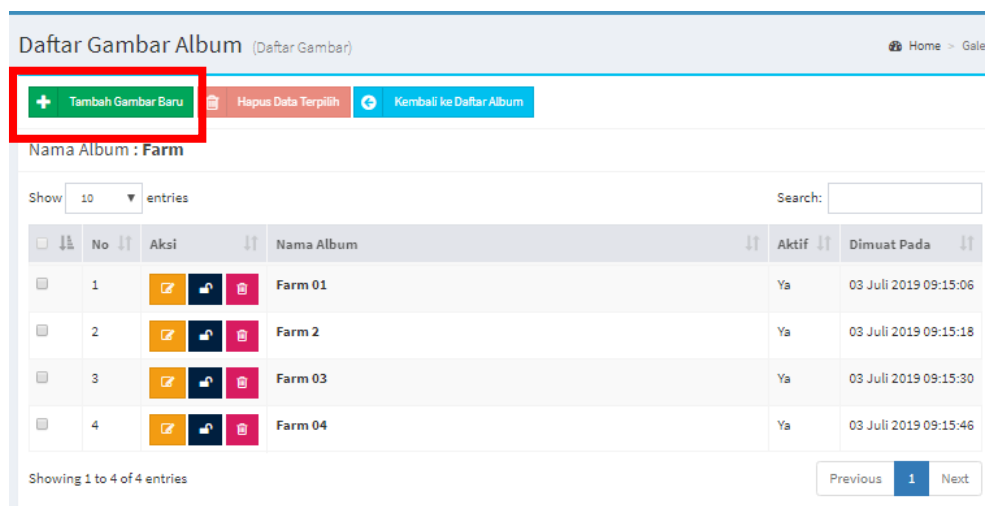 Daftar Gambar Album (Daftar Gambar) Home > Gale
Tambah Gambar Baru Hapus Data Terpilih Kembali ke Daftar Album
Nama Album : Farm
Show 10 entries Search:
No Aksi Nama Album Aktif Dimuat Pada
1 Farm 01 Ya 03 Juli 2019 09:15:06
2 Farm 2 Ya 03 Juli 2019 09:15:18
3 Farm 03 Ya 03 Juli 2019 09:15:30
4 Farm 04 Ya 03 Juli 2019 09:15:46
Showing 1 to 4 of 4 entries Previous 1 Next